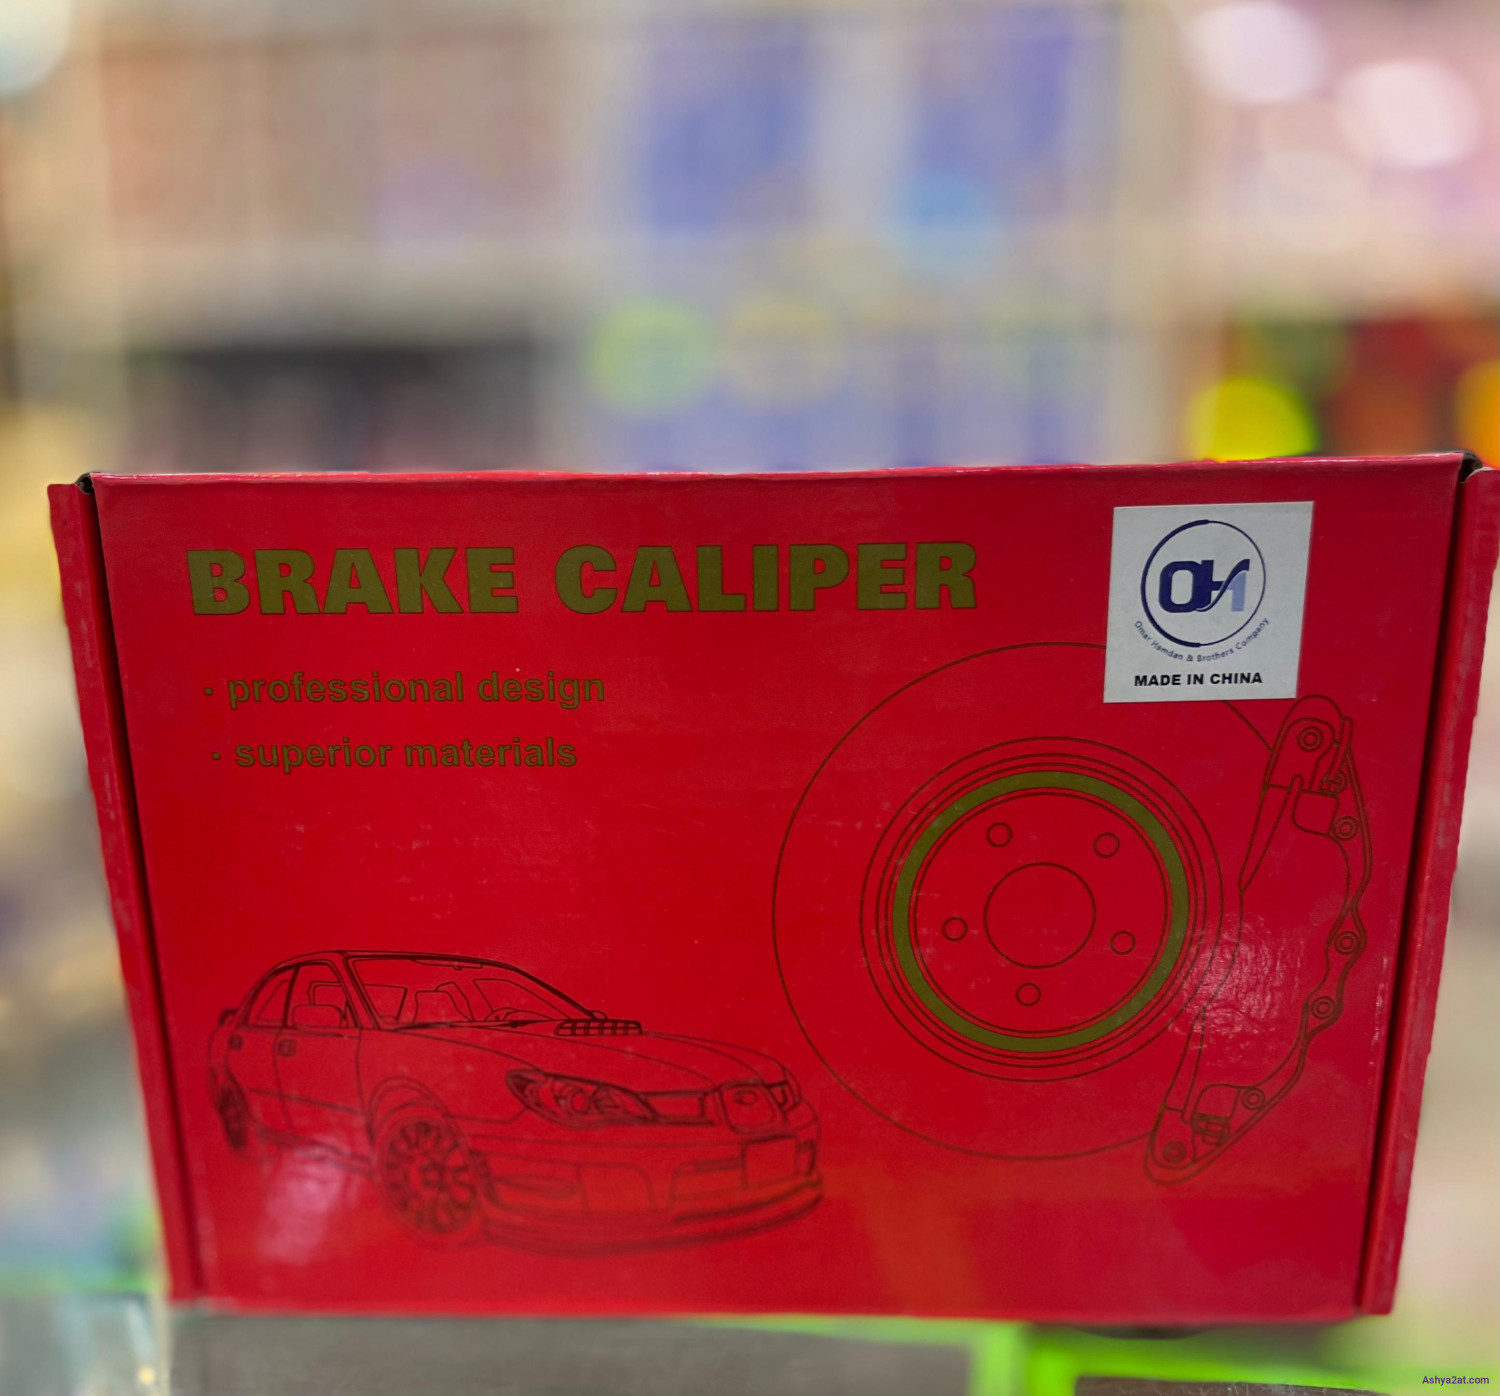 BRAKE CALIPER
· professional design
· superior materials
OH
Omar Hamdan & Brothers Company
MADE IN CHINA
Ashya2at.com